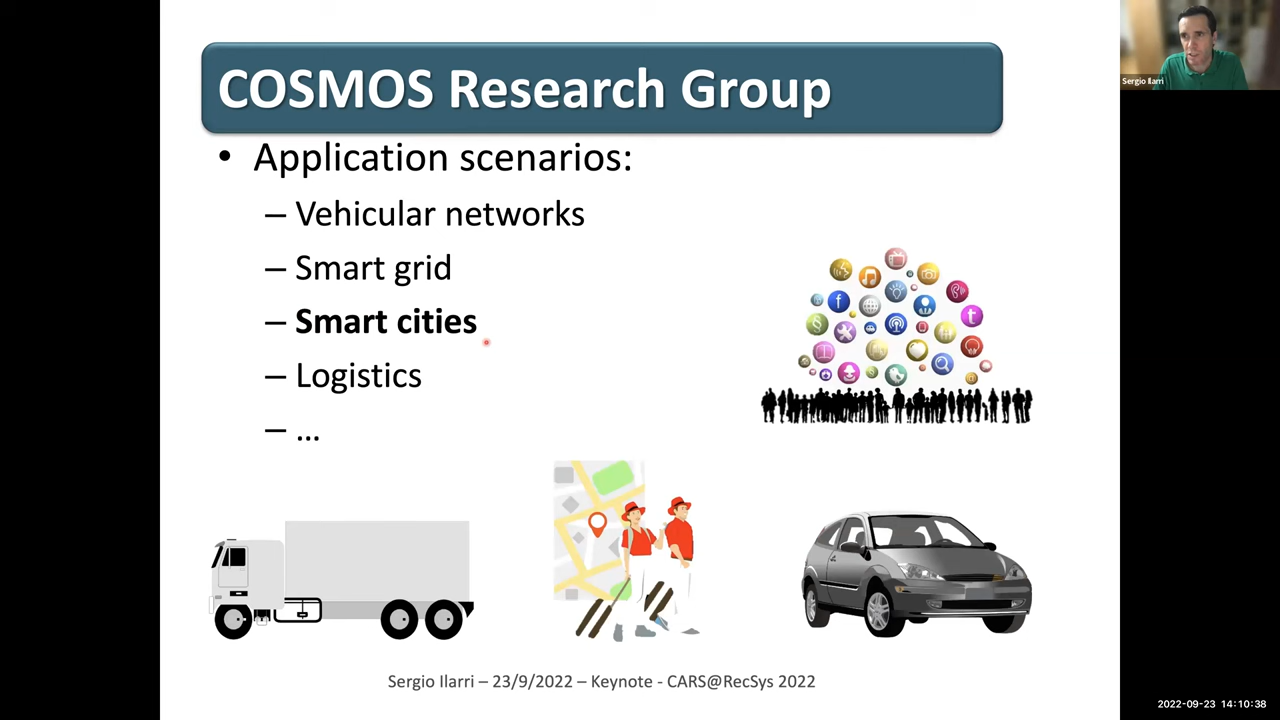 COSMOS Research Group
• Application scenarios:
– Vehicular networks
– Smart grid
– Smart cities
– Logistics
– ...
Sergio Ilarri – 23/9/2022 – Keynote - CARS@RecSys 2022
Sergio Ilarri
2022-09-23 14:10:38